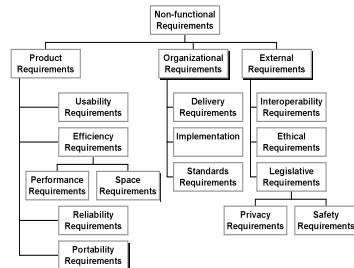 Non-functional
Requirements
Product
Requirements
Organizational
Requirements
External
Requirements
Usability
Requirements
Delivery
Requirements
Interoperability
Requirements
Efficiency
Requirements
Implementation
Ethical
Requirements
Performance
Requirements
Space
Requirements
Standards
Requirements
Legislative
Requirements
Reliability
Requirements
Privacy
Requirements
Safety
Requirements
Portability
Requirements